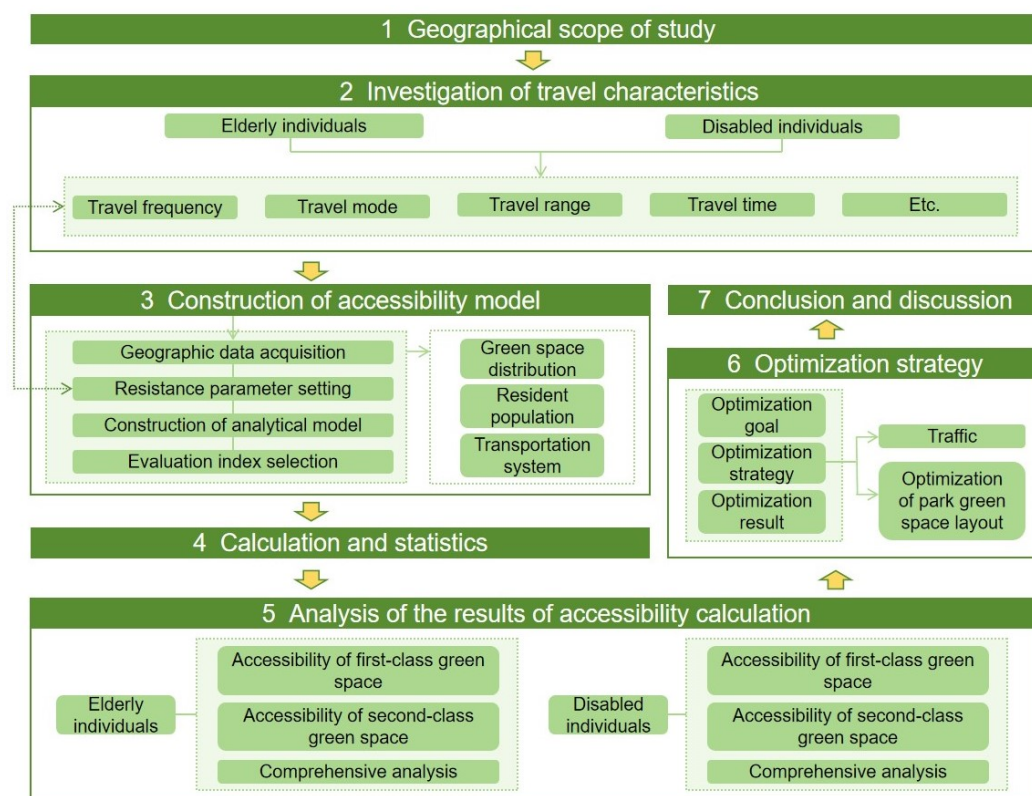 1 Geographical scope of study
2 Investigation of travel characteristics
Elderly individuals
Disabled individuals
Travel frequency
Travel mode
Travel range
Travel time
Etc.
3 Construction of accessibility model
Geographic data acquisition
Resistance parameter setting
Construction of analytical model
Evaluation index selection
Green space
distribution
Resident
population
Transportation
system
4 Calculation and statistics
5 Analysis of the results of accessibility calculation
Elderly
individuals
Accessibility of first-class green
space
Accessibility of second-class
green space
Comprehensive analysis
Disabled
individuals
Accessibility of first-class green
space
Accessibility of second-class
green space
Comprehensive analysis
6 Optimization strategy
Optimization
goal
Optimization
strategy
Optimization
result
Traffic
Optimization
of park green
space layout
7 Conclusion and discussion